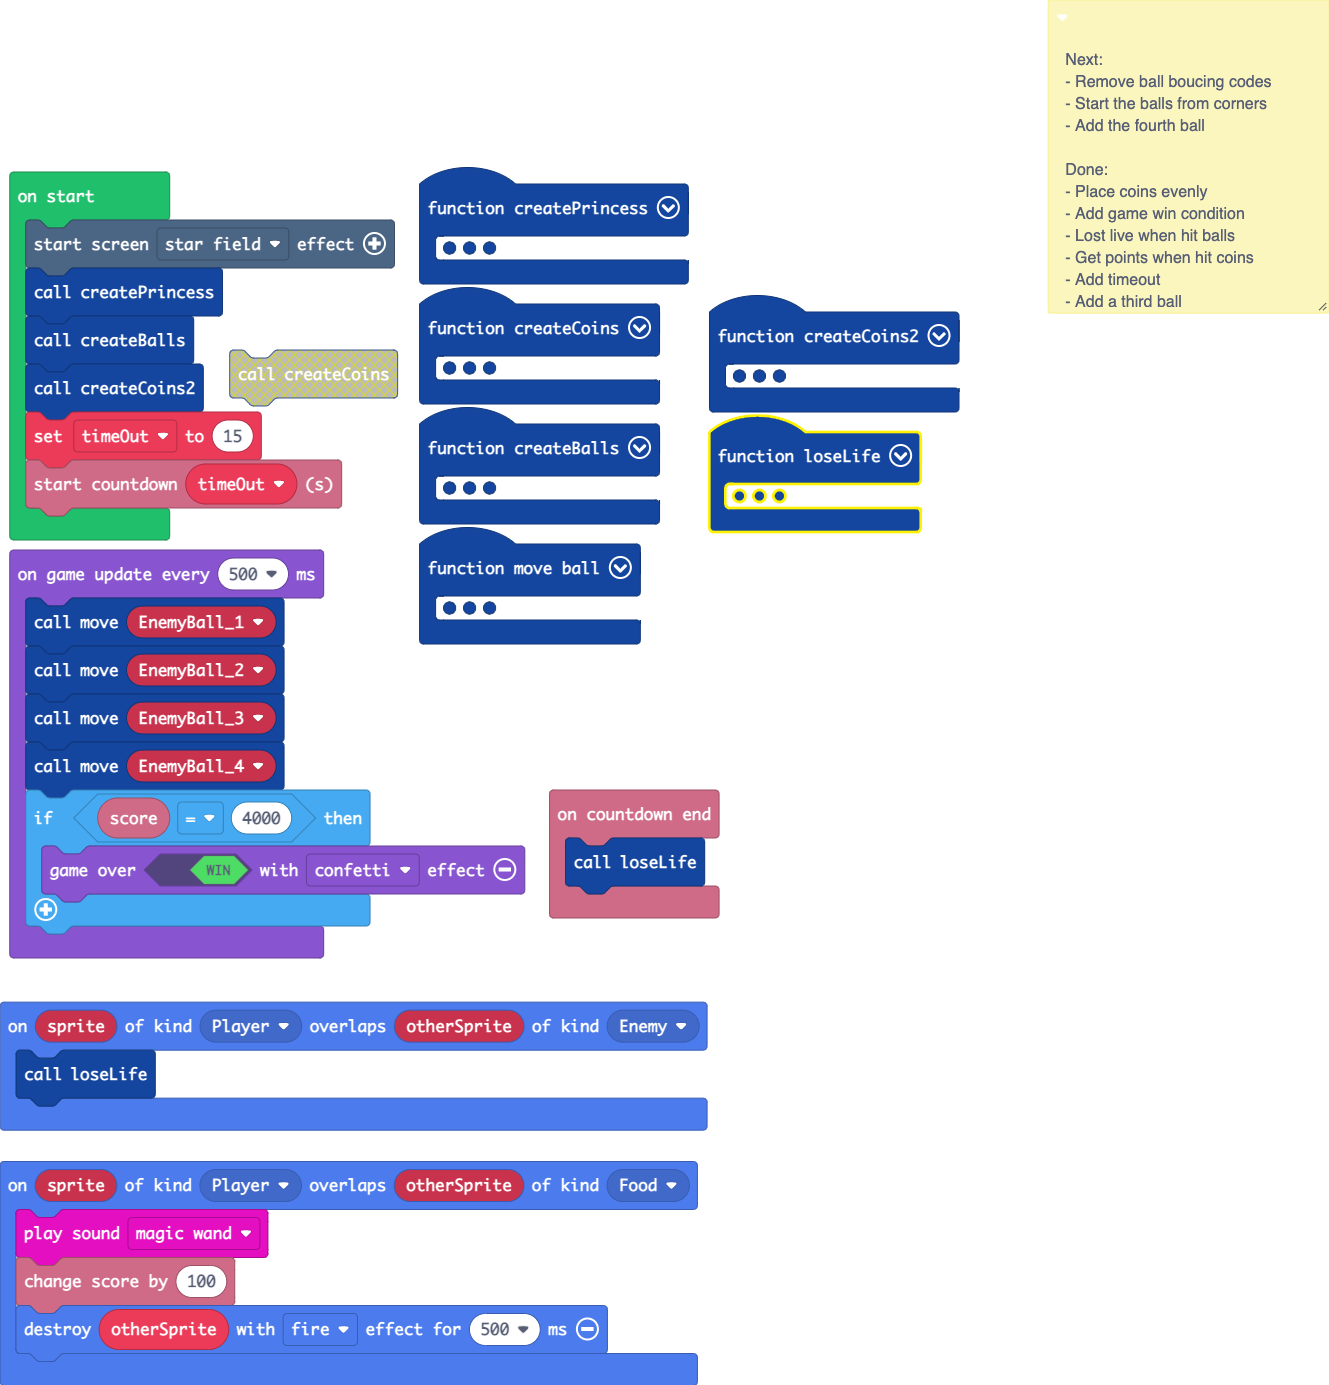 Next:
- Remove ball boucing codes
- Start the balls from corners
- Add the fourth ball
Done:
- Place coins evenly
- Add game win condition
- Lost live when hit balls
- Get points when hit coins
- Add timeout
- Add a third ball
on start
start screen star field effect
call createPrincess
call createBalls
call createCoins2
call createCoins
set timeOut to 15
start countdown timeOut (s)
function createPrincess
function createCoins
function createCoins2
function createBalls
function loseLife
function move ball
on game update every 500 ms
call move EnemyBall_1
call move EnemyBall_2
call move EnemyBall_3
call move EnemyBall_4
if score = 4000 then
game over WIN with confetti effect
on countdown end
call loseLife
on sprite of kind Player overlaps otherSprite of kind Enemy
call loseLife
on sprite of kind Player overlaps otherSprite of kind Food
play sound magic wand
change score by 100
destroy otherSprite with fire effect for 500 ms